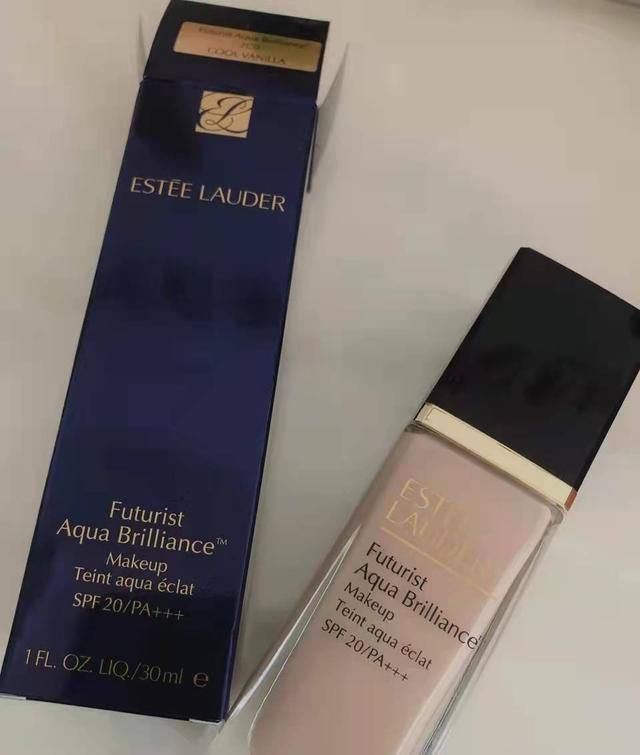 Futurist Aqua Brilliance
2C0
COOL VANILLA
ESTĒE LAUDER
Futurist
Aqua Brilliance™
Makeup
Teint aqua éclat
SPF 20/PA+++
1 FL. OZ. LIQ./30ml e
ESTĒE
LAUDER
Futurist
Aqua Brilliance™
Makeup
Teint aqua éclat
SPF 20/PA+++